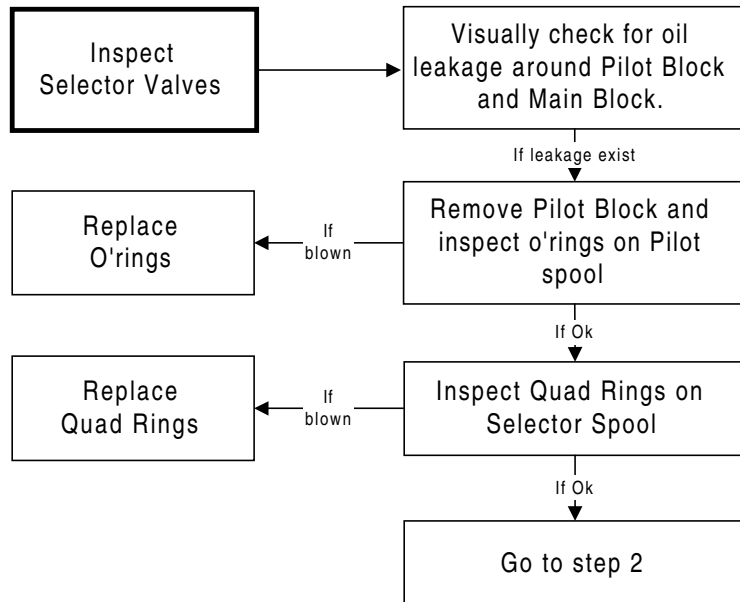 Inspect
Selector Valves
Visually check for oil
leakage around Pilot Block
and Main Block.
If leakage exist
Remove Pilot Block and
inspect o'rings on Pilot
spool
If
blown
Replace
O'rings
If Ok
Inspect Quad Rings on
Selector Spool
If
blown
Replace
Quad Rings
If Ok
Go to step 2